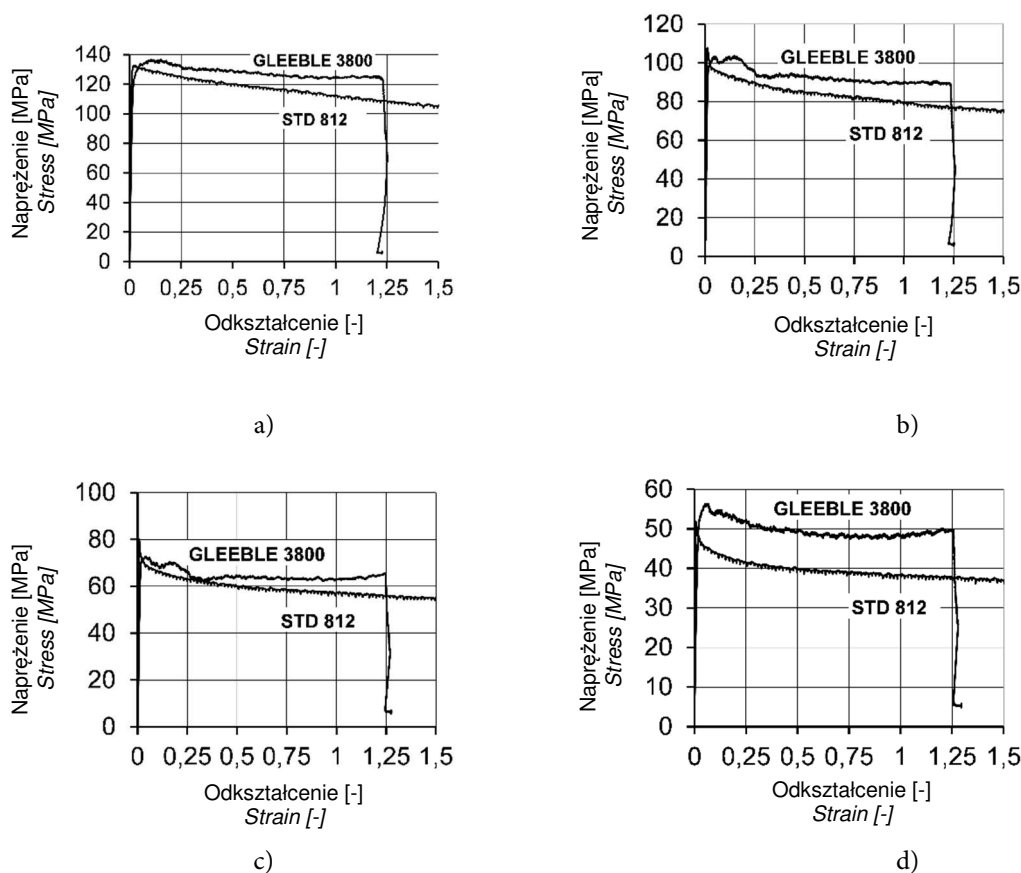 Naprężenie [MPa]
Stress [MPa]
140
120
100
80
60
40
20
0
GLEEBLE 3800
STD 812
0 0,25 0,5 0,75 1 1,25 1,5
Odkształcenie [-]
Strain [-]
a)
Naprężenie [MPa]
Stress [MPa]
120
100
80
60
40
20
0
GLEEBLE 3800
STD 812
0 0,25 0,5 0,75 1 1,25 1,5
Odkształcenie [-]
Strain [-]
b)
Naprężenie [MPa]
Stress [MPa]
100
80
60
40
20
0
GLEEBLE 3800
STD 812
0 0,25 0,5 0,75 1 1,25 1,5
Odkształcenie [-]
Strain [-]
c)
Naprężenie [MPa]
Stress [MPa]
60
50
40
30
20
10
0
GLEEBLE 3800
STD 812
0 0,25 0,5 0,75 1 1,25 1,5
Odkształcenie [-]
Strain [-]
d)